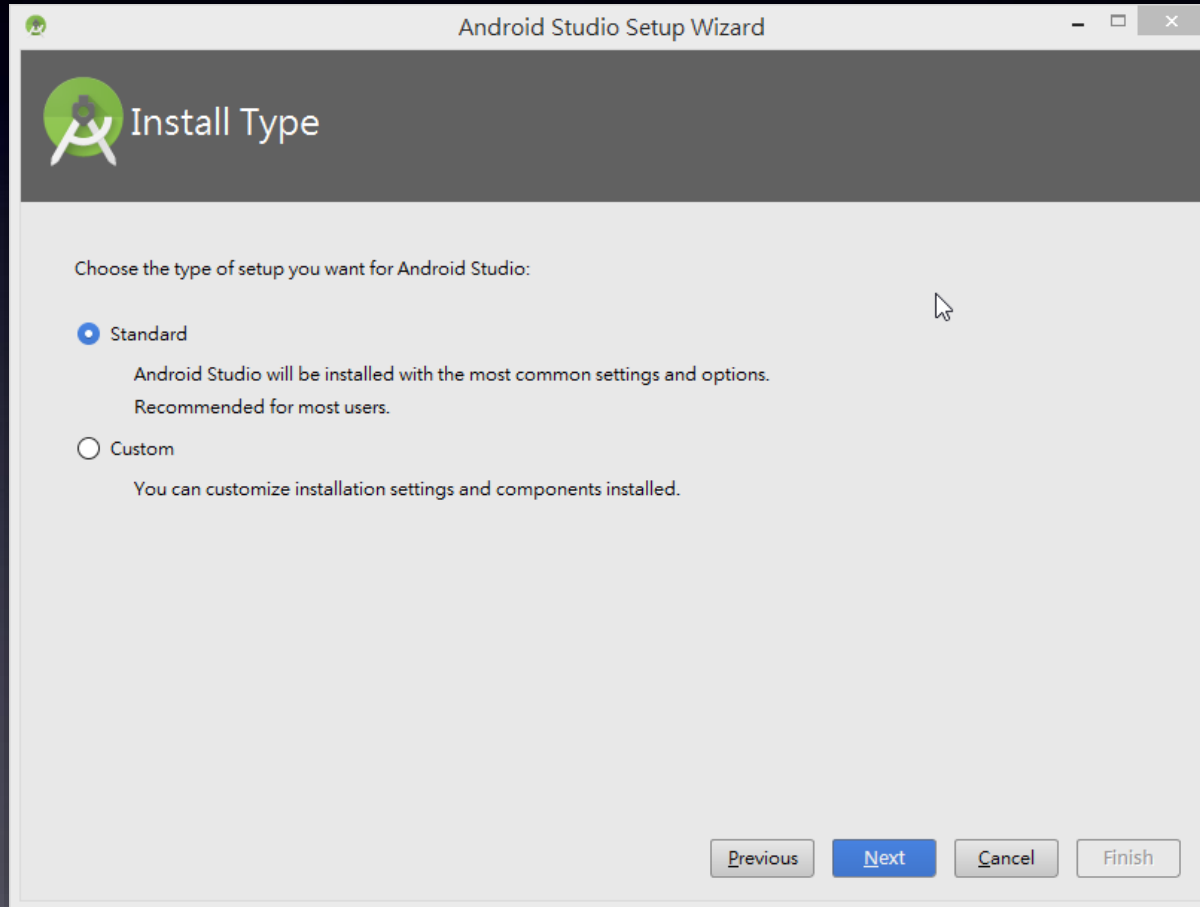 Android Studio Setup Wizard
Install Type
Choose the type of setup you want for Android Studio:
Standard
Android Studio will be installed with the most common settings and options.
Recommended for most users.
Custom
You can customize installation settings and components installed.
Previous Next Cancel Finish